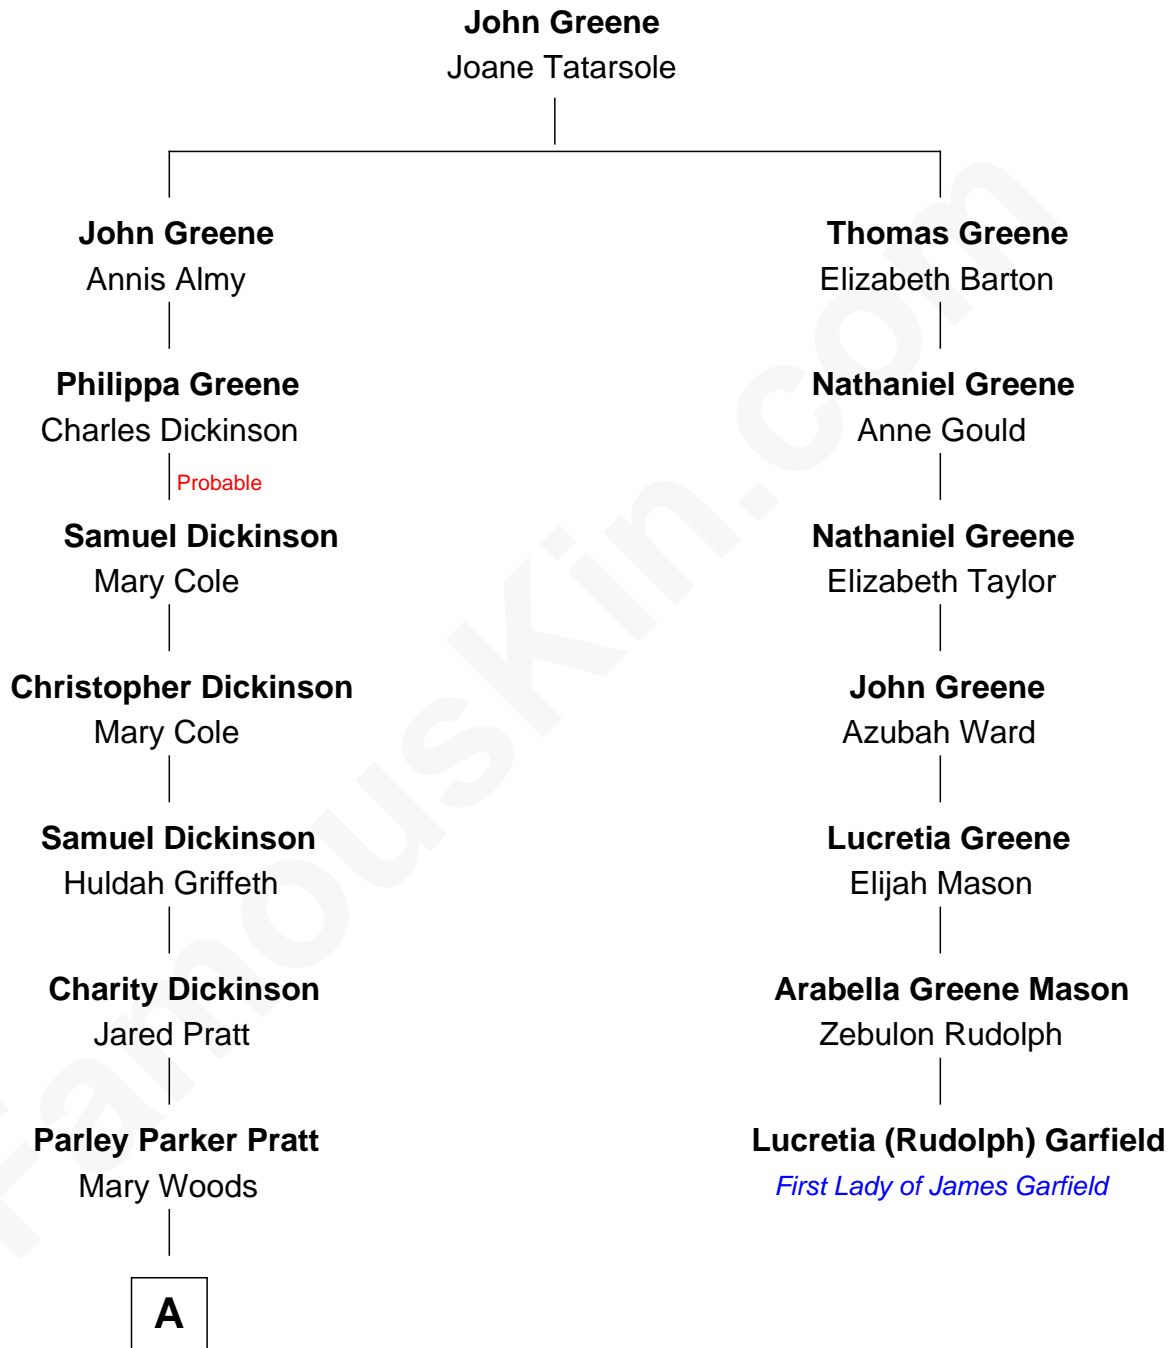 John Greene
Joane Tatarsole
John Greene
Annis Almy
Philippa Greene
Charles Dickinson
Probable
Samuel Dickinson
Mary Cole
Christopher Dickinson
Mary Cole
Samuel Dickinson
Huldah Griffeth
Charity Dickinson
Jared Pratt
Parley Parker Pratt
Mary Woods
A
Thomas Greene
Elizabeth Barton
Nathaniel Greene
Anne Gould
Nathaniel Greene
Elizabeth Taylor
John Greene
Azubah Ward
Lucretia Greene
Elijah Mason
Arabella Greene Mason
Zebulon Rudolph
Lucretia (Rudolph) Garfield
First Lady of James Garfield
FamousKin.com